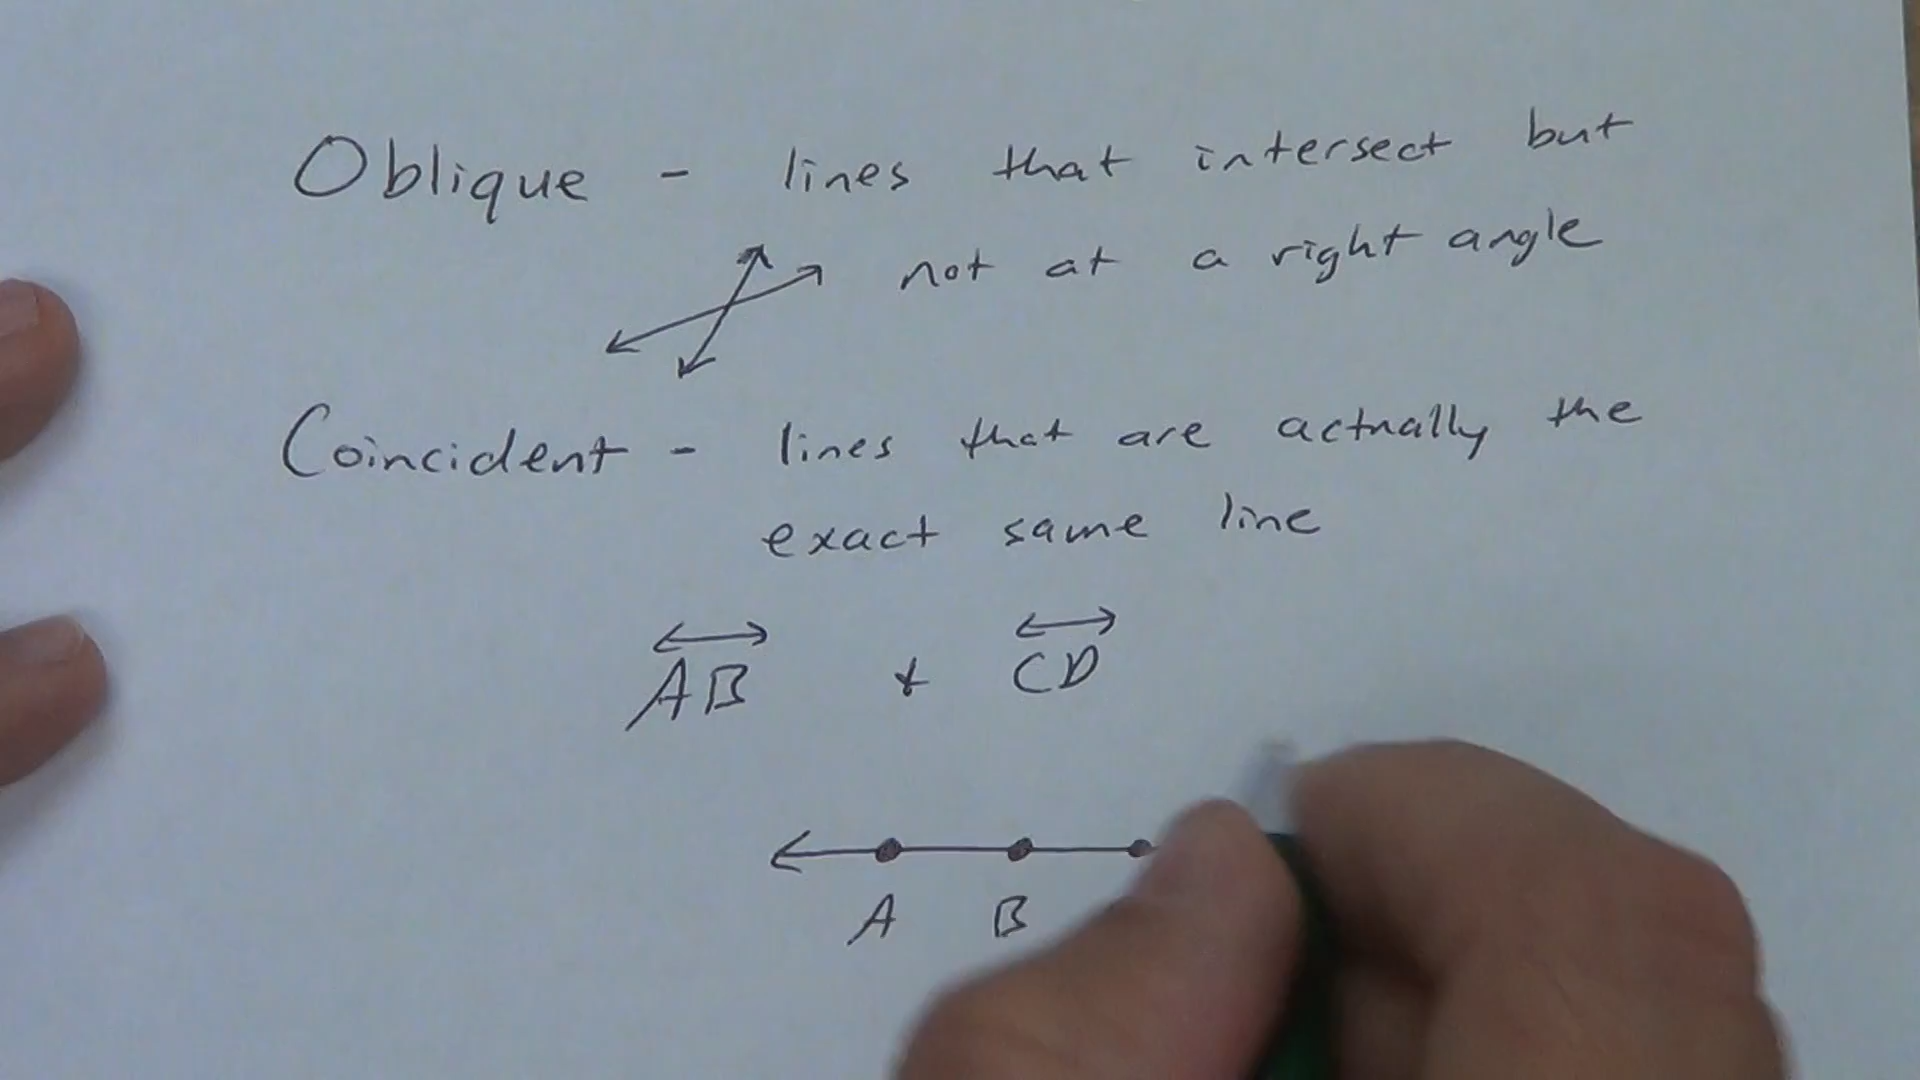 Oblique - lines that intersect but
not at a right angle
Coincident - lines that are actually the
exact same line
AB + CD
A B